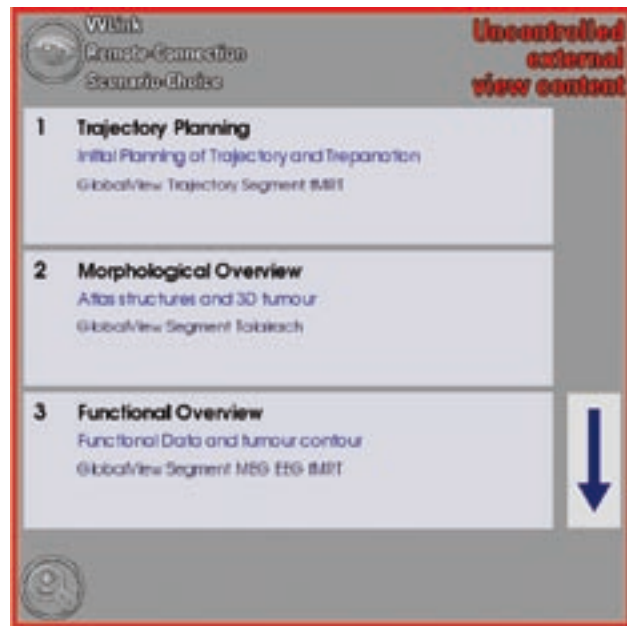 VVLink
Remote-Connection
Scenario-Choice
Uncontrolled
external
view content
1 Trajectory Planning
Initial Planning of Trajectory and Trepanation
GlobalView Trajectory Segment fMRT
2 Morphological Overview
Atlas structures and 3D tumour
GlobalView Segment Talairach
3 Functional Overview
Functional Data and tumour contour
GlobalView Segment MEG EEG fMRT